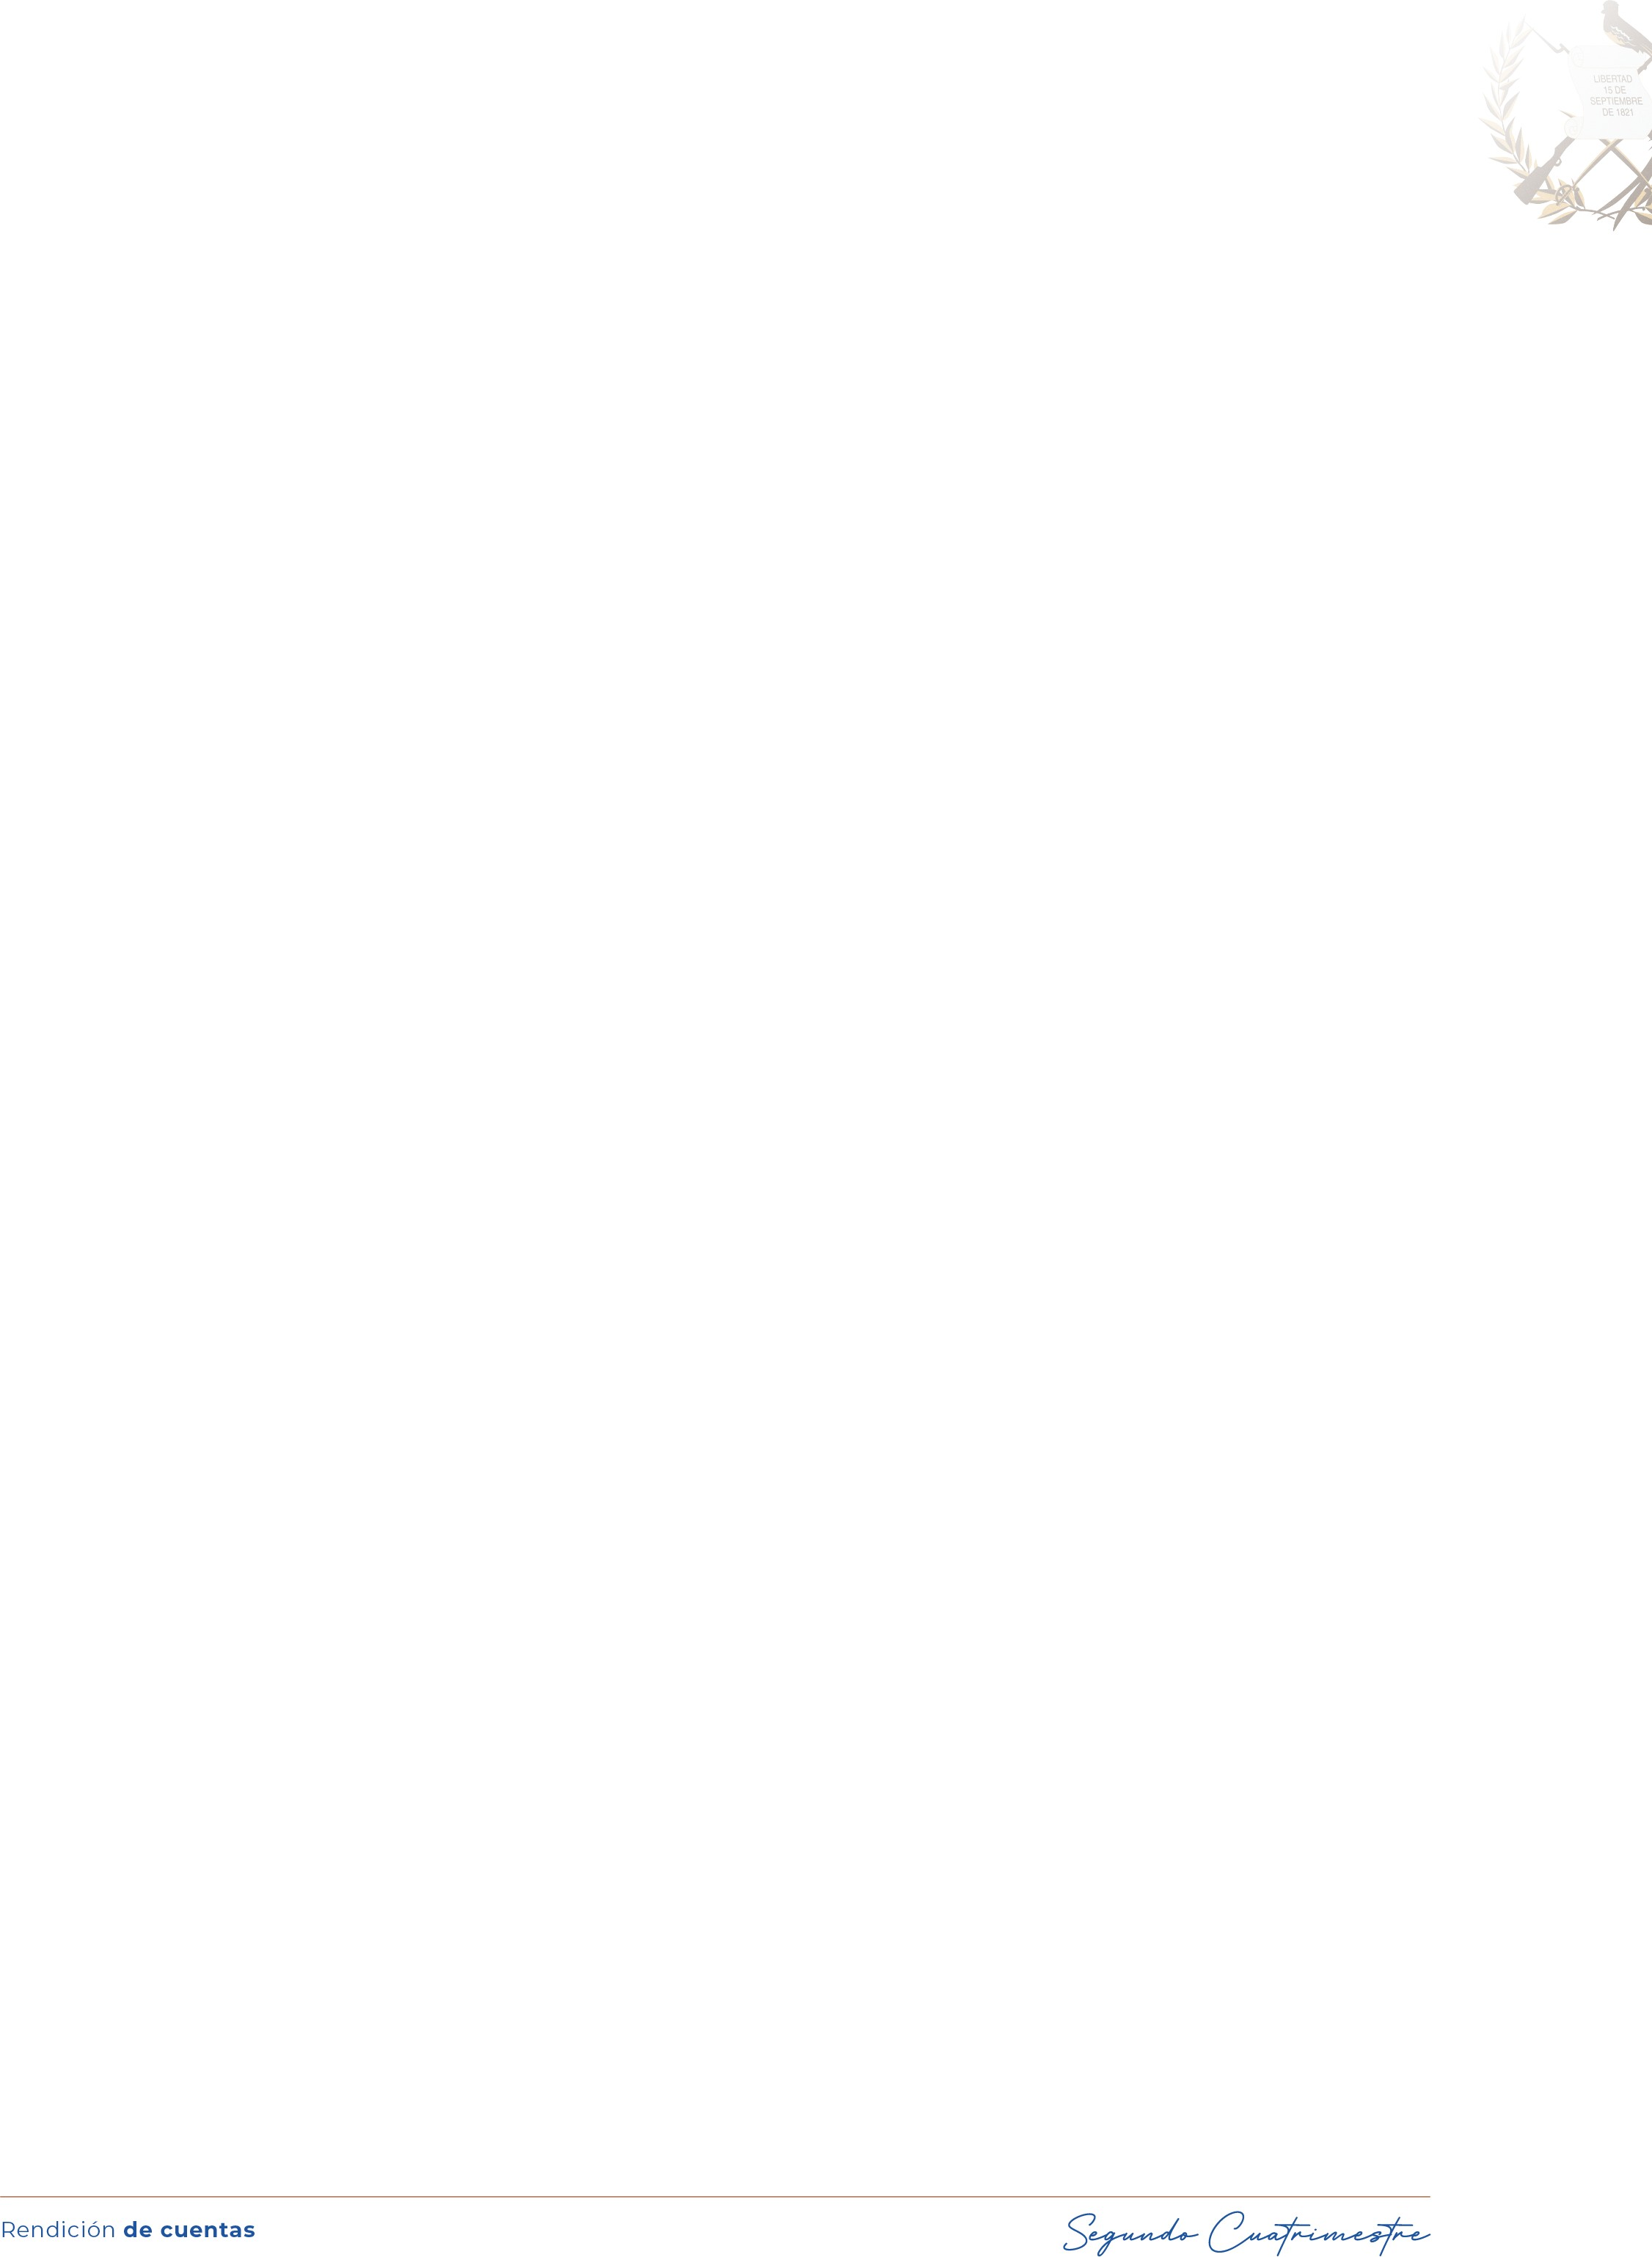 LIBERTAD
15 DE
SEPTIEMBRE
DE 1821
Rendición de cuentas
Segundo Cuatrimestre